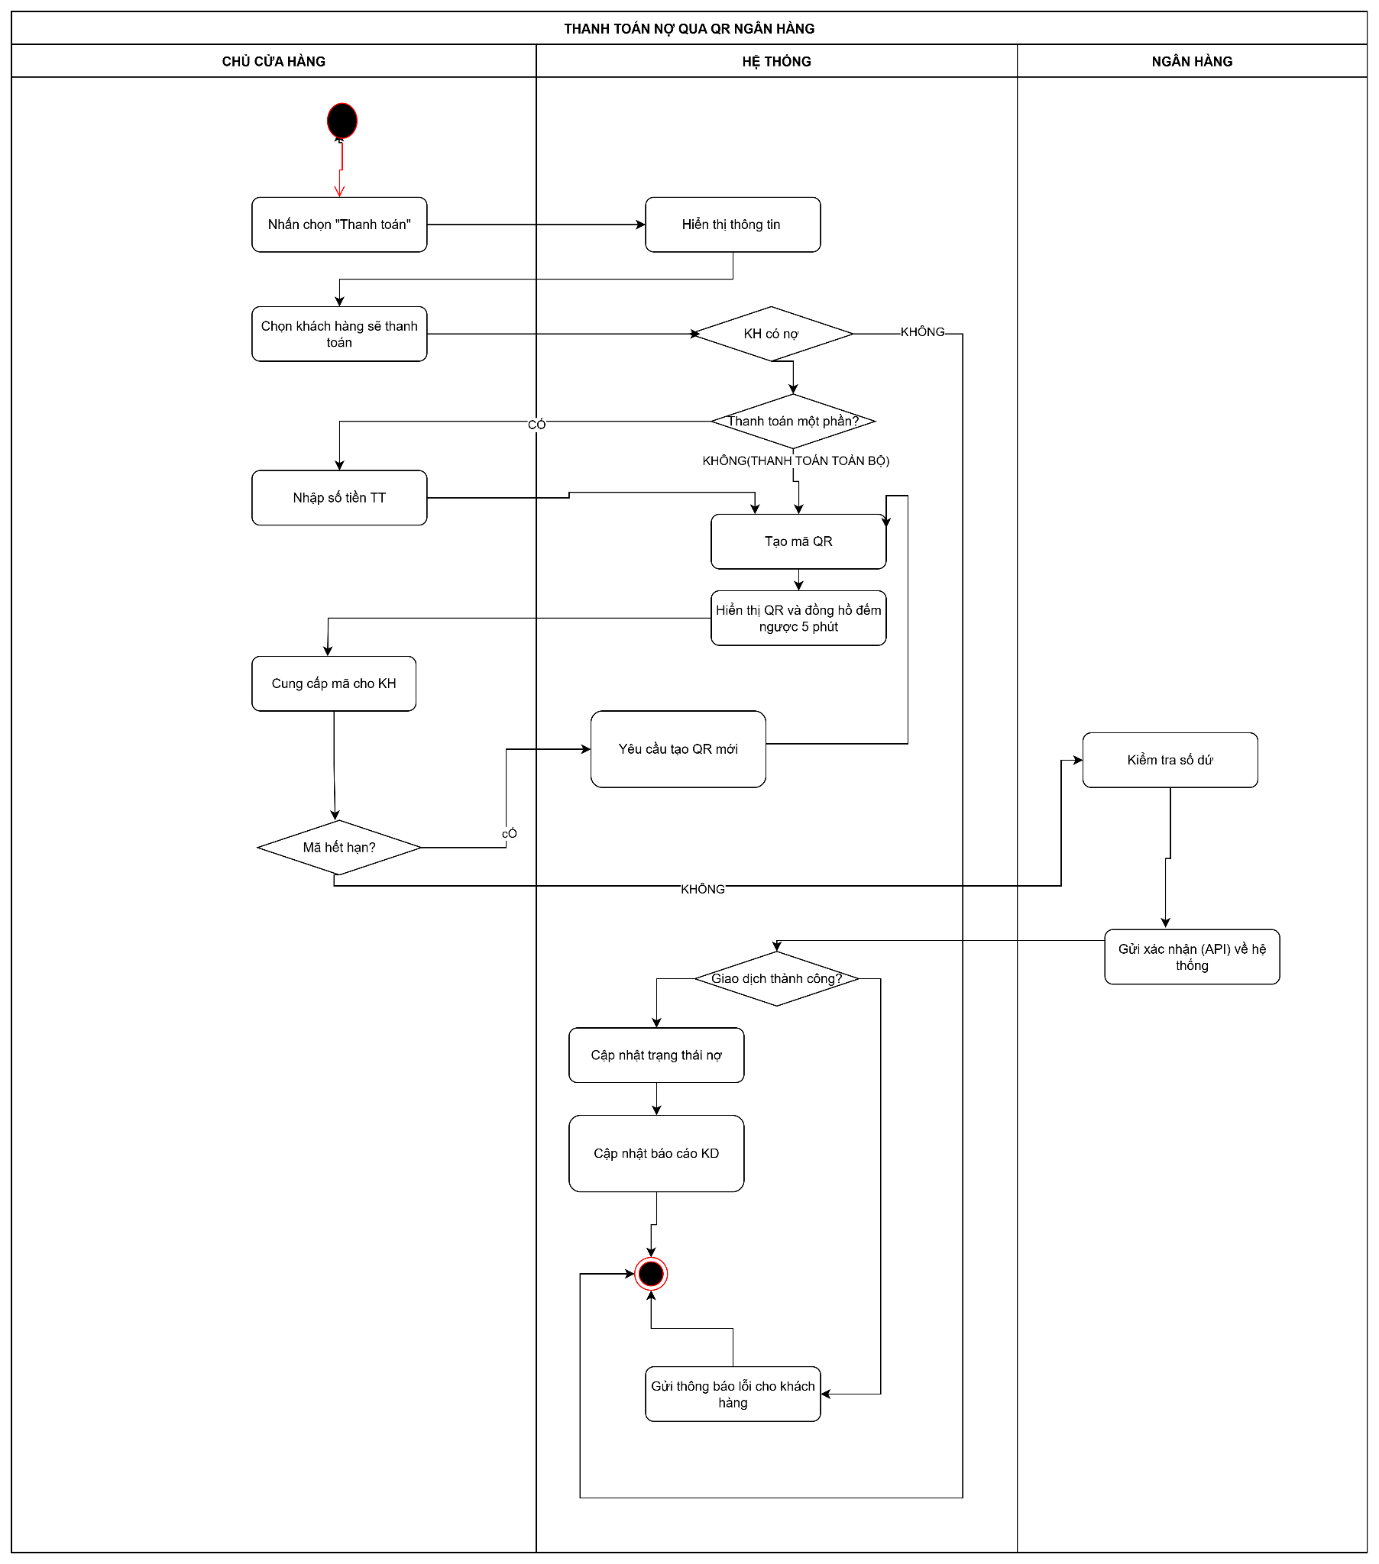 THANH TOÁN NỢ QUA QR NGÂN HÀNG
CHỦ CỬA HÀNG
HỆ THỐNG
NGÂN HÀNG
Nhấn chọn "Thanh toán"
Hiển thị thông tin
Chọn khách hàng sẽ thanh
toán
KH có nợ
KHÔNG
Thanh toán một phần?
CÓ
KHÔNG(THANH TOÁN TOÀN BỘ)
Nhập số tiền TT
Tạo mã QR
Hiển thị QR và đồng hồ đếm
ngược 5 phút
Cung cấp mã cho KH
Yêu cầu tạo QR mới
Kiểm tra số dứ
cÓ
Mã hết hạn?
KHÔNG
Gửi xác nhận (API) về hệ
thống
Giao dịch thành công?
Cập nhật trạng thái nợ
Cập nhật báo cáo KD
Gửi thông báo lỗi cho khách
hàng